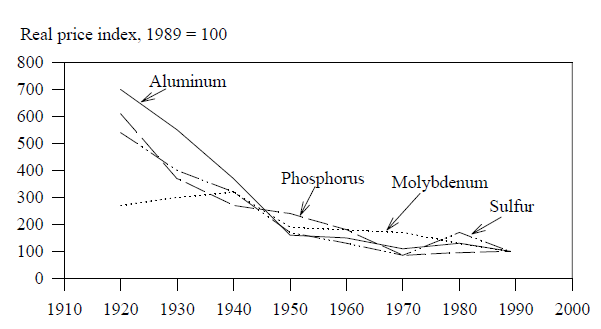 Real price index, 1989 = 100
800
Aluminum
700
600
500
400
Phosphorus
Molybdenum
300
Sulfur
200
100
0
1910 1920 1930 1940 1950 1960 1970 1980 1990 2000